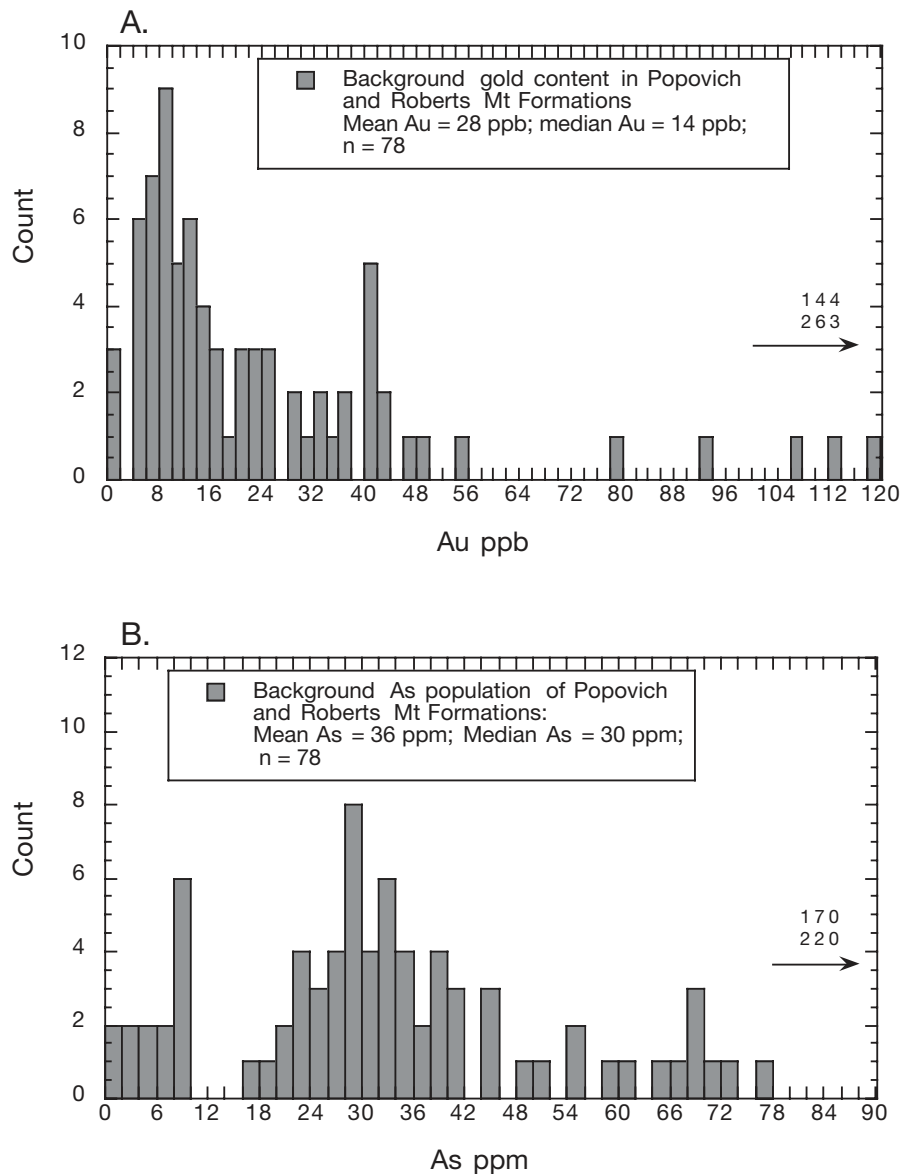 A.
10
8
6
4
2
0
Count
Background gold content in Popovich
and Roberts Mt Formations
Mean Au = 28 ppb; median Au = 14 ppb;
n = 78
144
263
0 8 16 24 32 40 48 56 64 72 80 88 96 104 112 120
Au ppb
B.
12
10
8
6
4
2
0
Count
Background As population of Popovich
and Roberts Mt Formations:
Mean As = 36 ppm; Median As = 30 ppm;
n = 78
170
220
0 6 12 18 24 30 36 42 48 54 60 66 72 78 84 90
As ppm